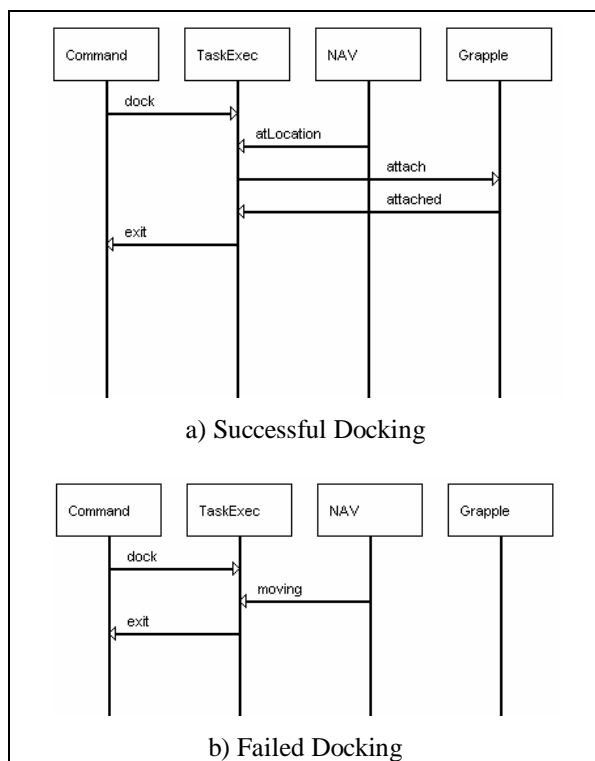 Command TaskExec NAV Grapple
dock
atLocation
attach
attached
exit
a) Successful Docking
Command TaskExec NAV Grapple
dock
moving
exit
b) Failed Docking